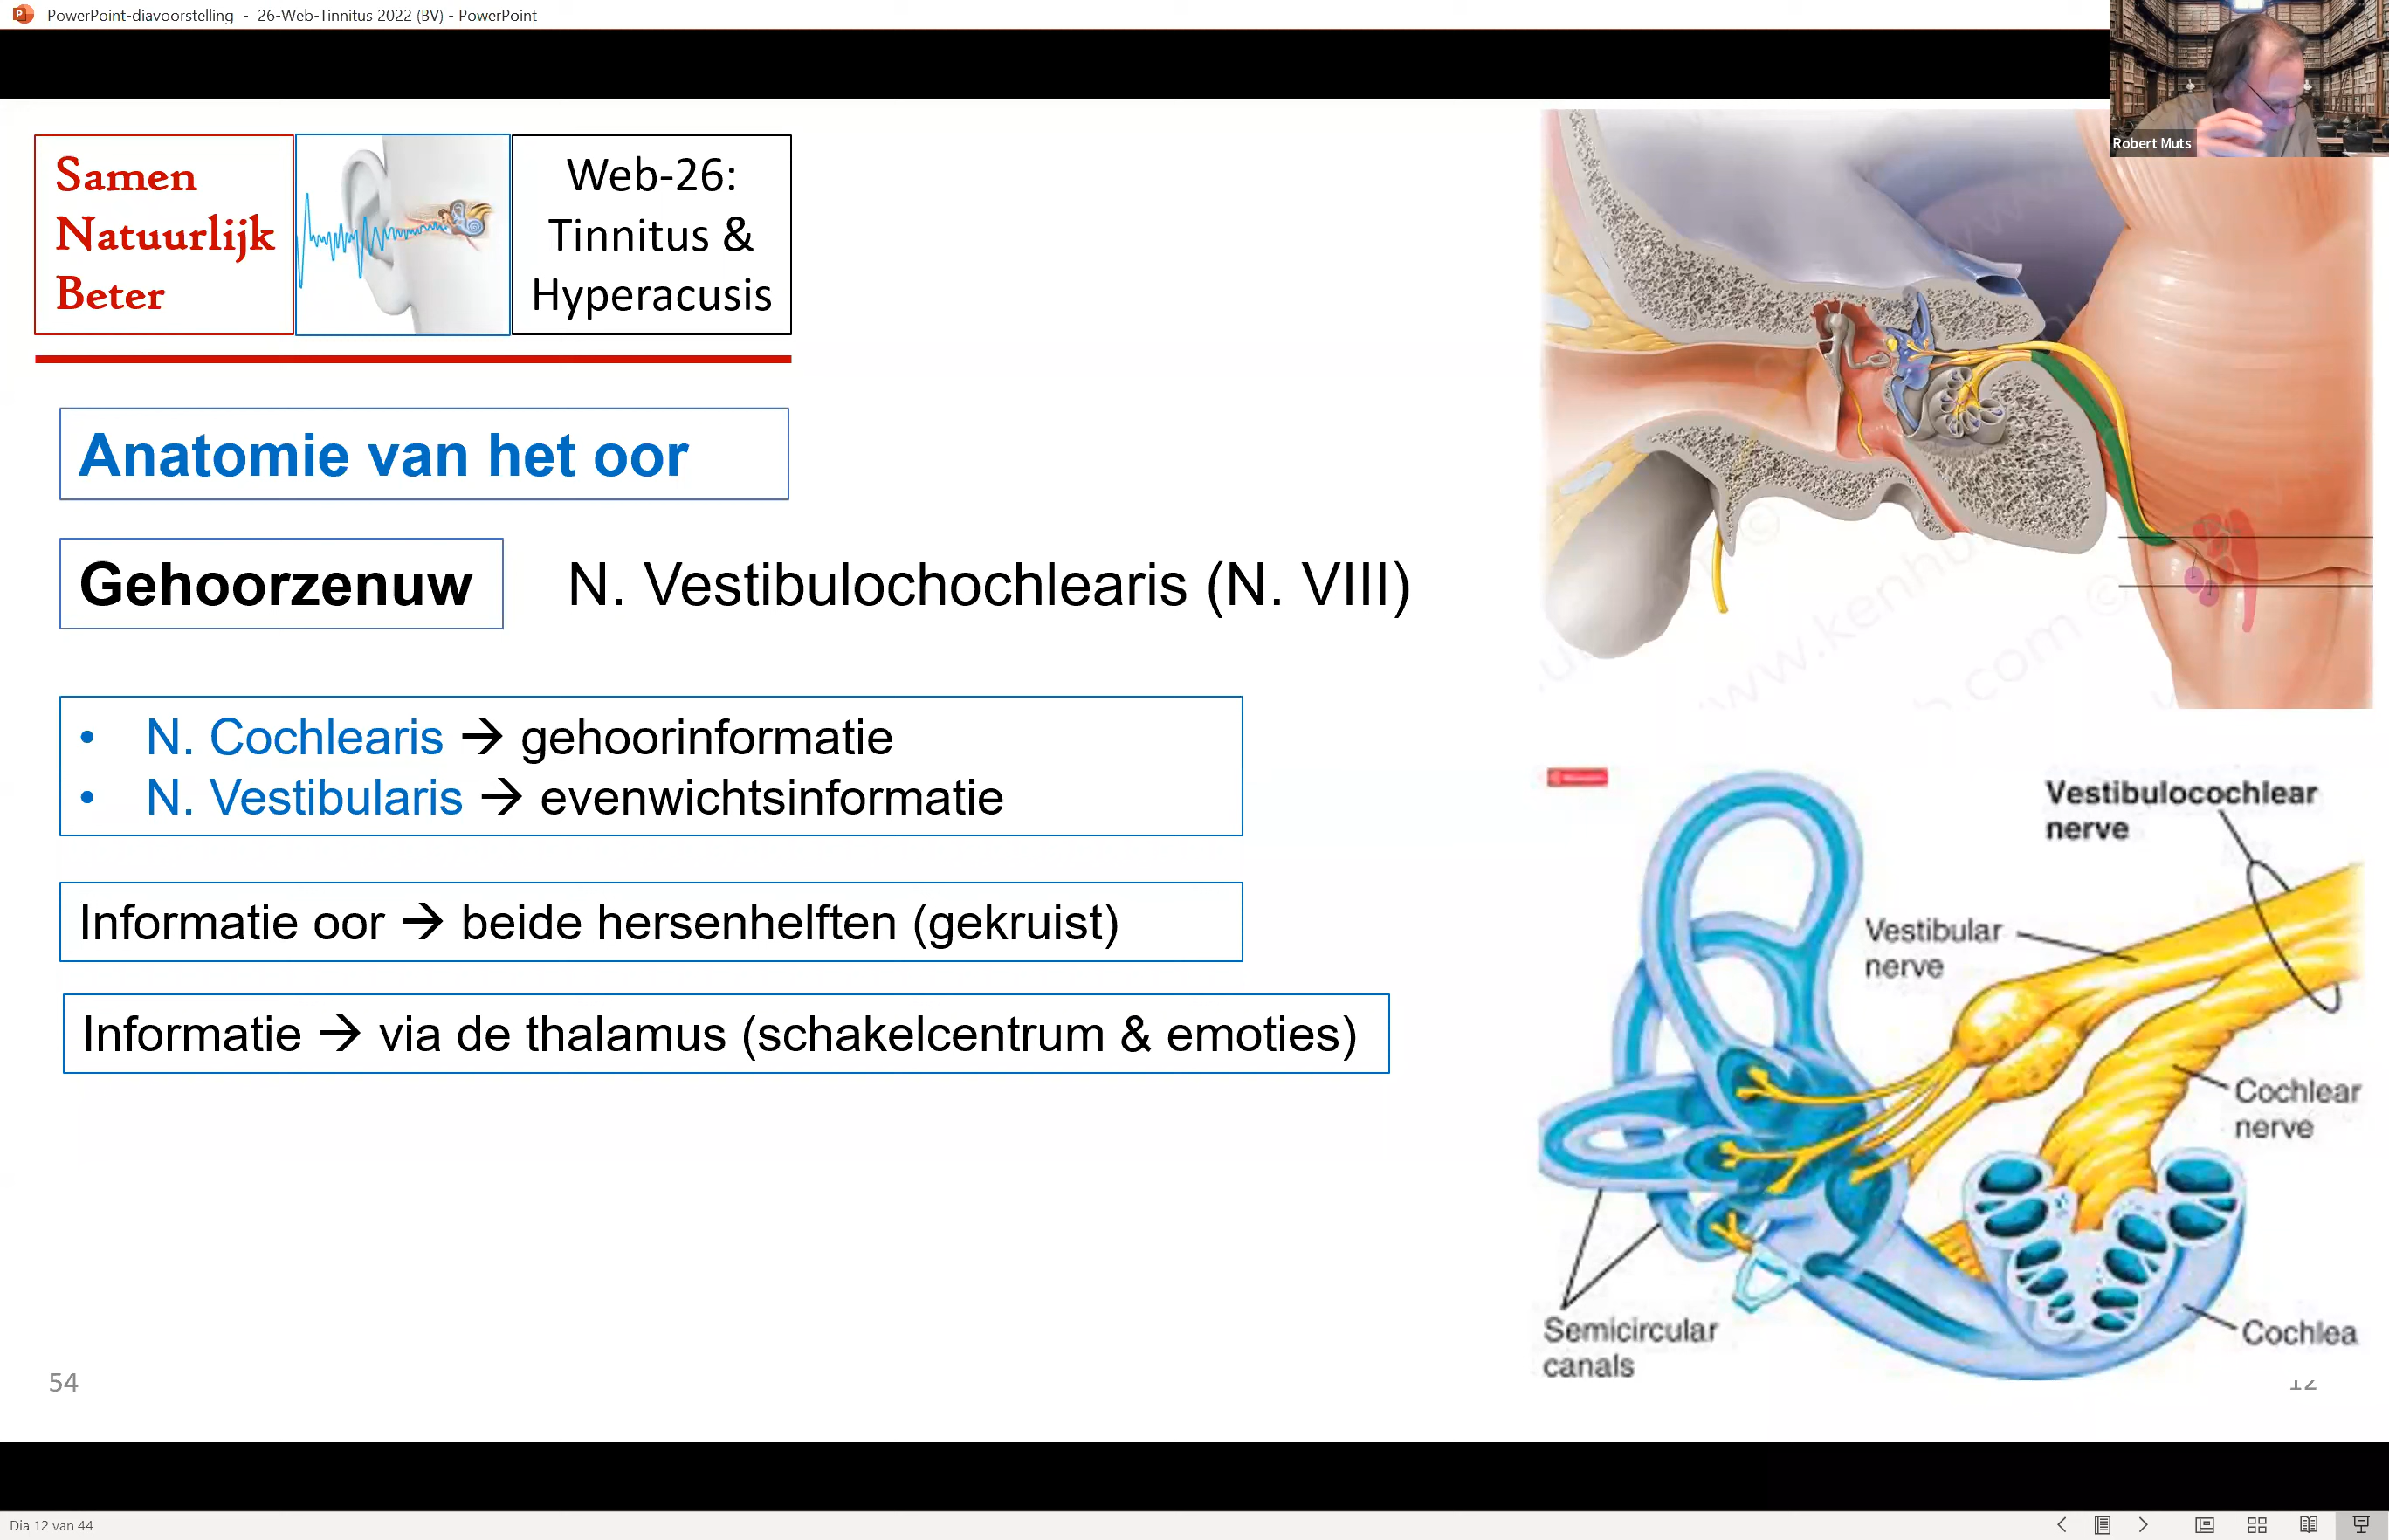 PowerPoint-diavoorstelling - 26-Web-Tinnitus 2022 (BV) - PowerPoint
Robert Muts
Samen
Natuurlijk
Beter
Web-26:
Tinnitus &
Hyperacusis
Anatomie van het oor
Gehoorzenuw
N. Vestibulochochlearis (N. VIII)
• N. Cochlearis → gehoorinformatie
• N. Vestibularis → evenwichtsinformatie
Informatie oor → beide hersenhelften (gekruist)
Informatie → via de thalamus (schakelcentrum & emoties)
Vestibulocochlear
nerve
Vestibular
nerve
Cochlear
nerve
Semicircular
canals
Cochlea
54
12
Dia 12 van 44